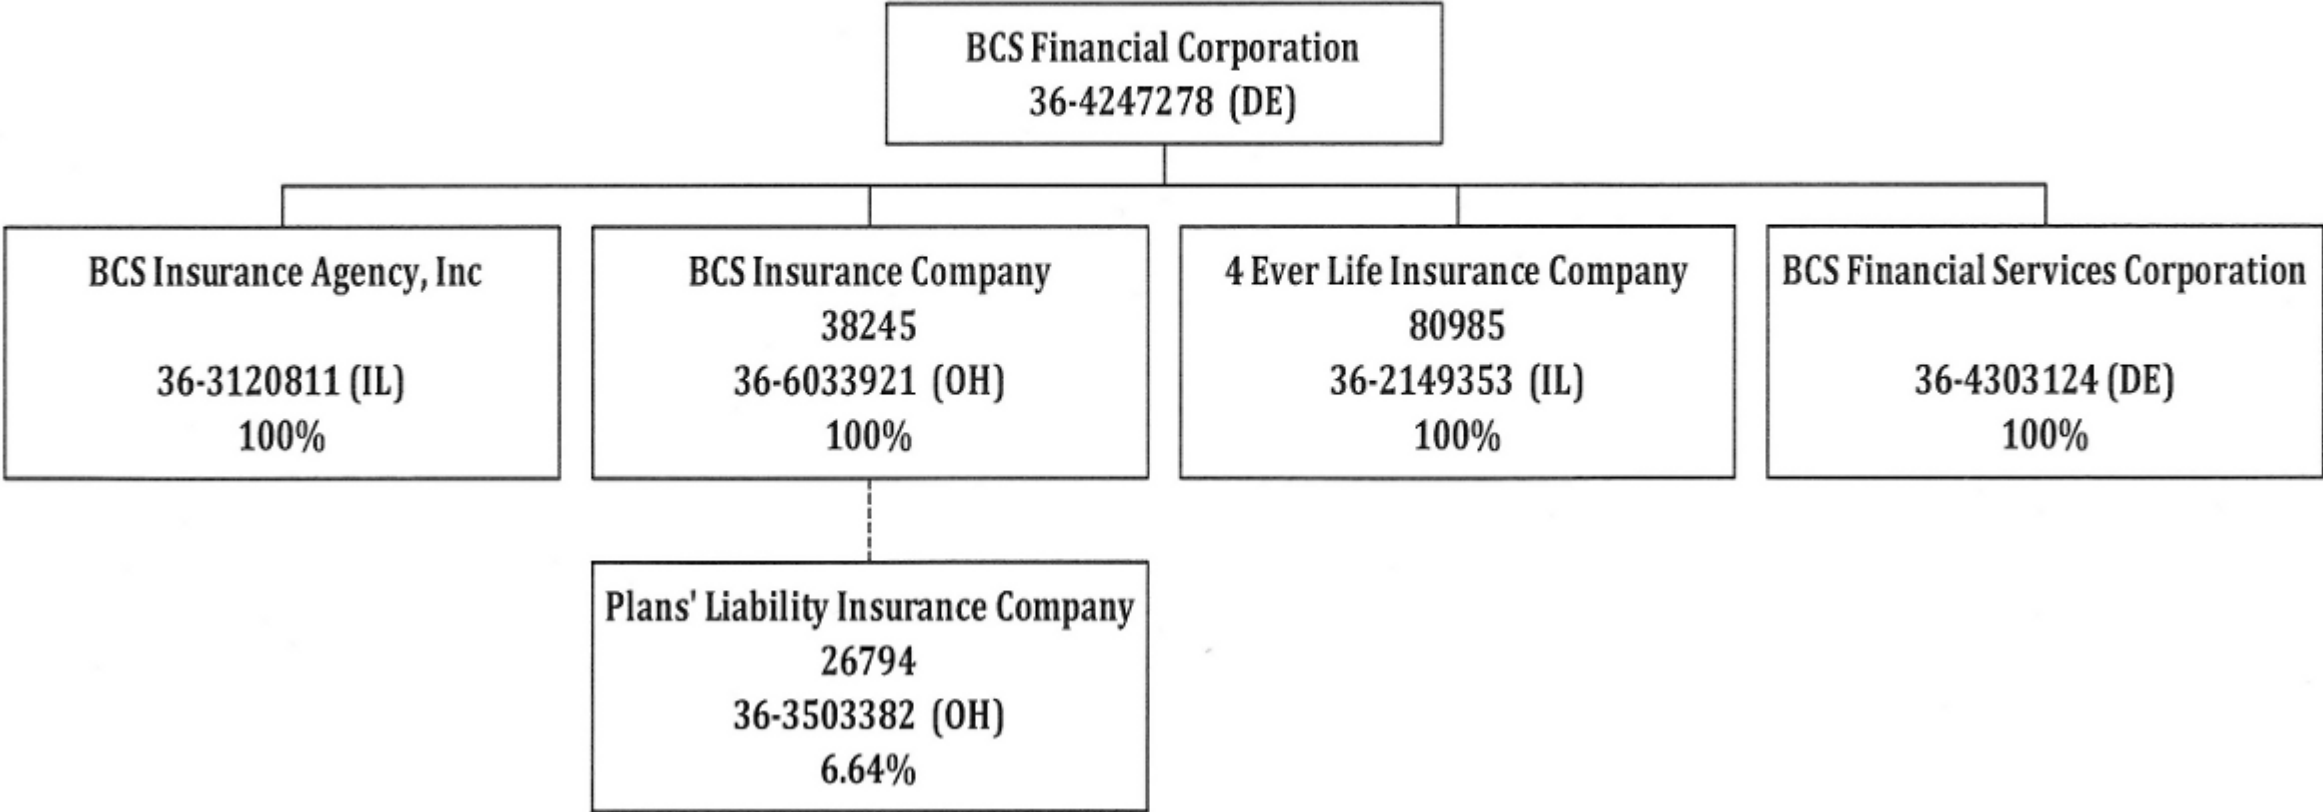 BCS Financial Corporation
36-4247278 (DE)
BCS Insurance Agency, Inc
36-3120811 (IL)
100%
BCS Insurance Company
38245
36-6033921 (OH)
100%
4 Ever Life Insurance Company
80985
36-2149353 (IL)
100%
BCS Financial Services Corporation
36-4303124 (DE)
100%
Plans' Liability Insurance Company
26794
36-3503382 (OH)
6.64%